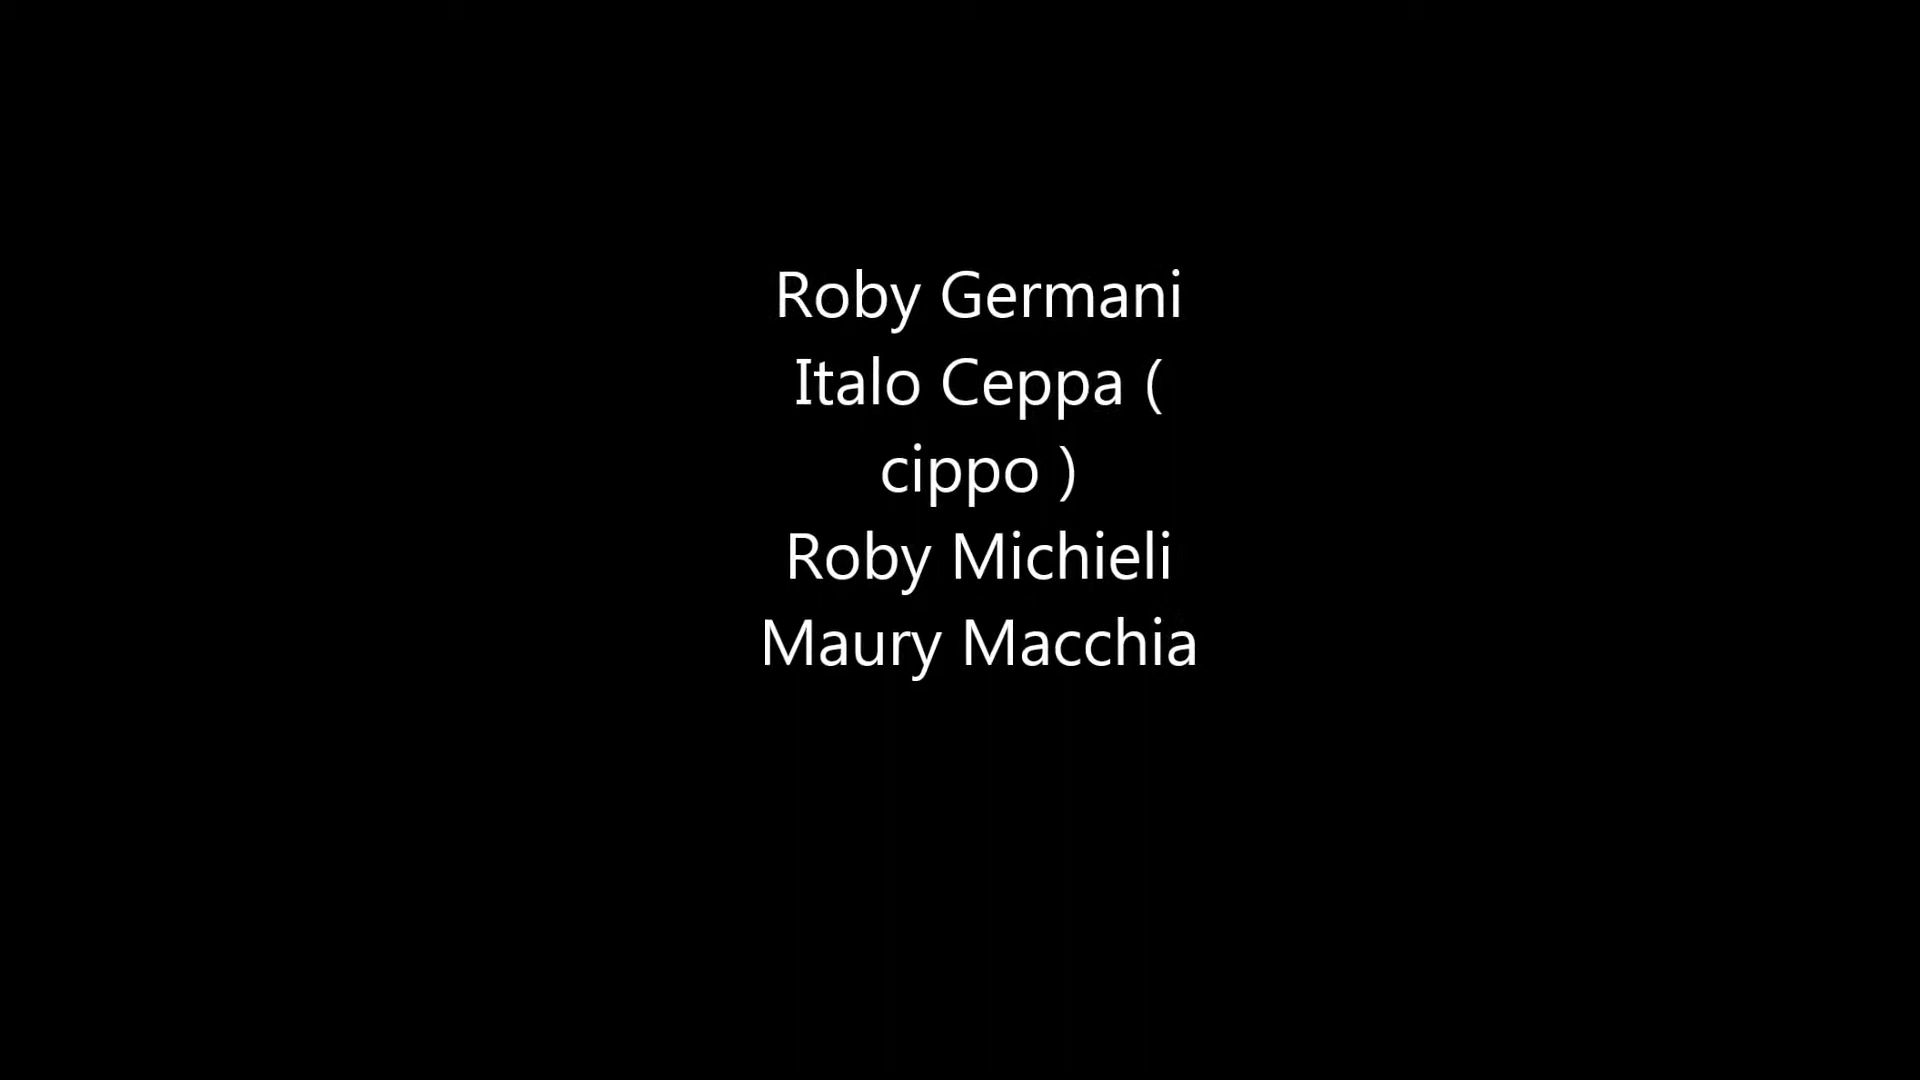 Roby Germani
Italo Ceppa (
cippo )
Roby Michieli
Maury Macchia